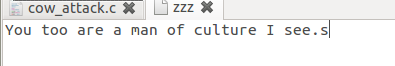 cow_attack.c ✖ zzz ✖
You too are a man of culture I see.s